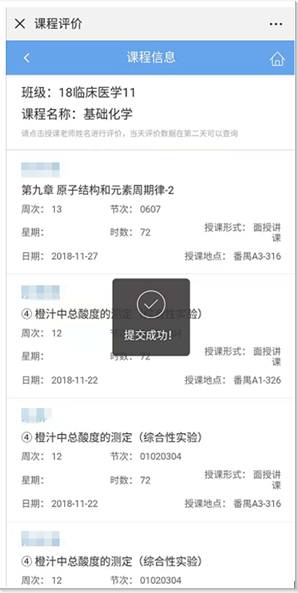 课程评价
课程信息
班级：18临床医学11
课程名称：基础化学
请点击授课老师姓名进行评价，当天评价数据在第二天可以查询
第九章 原子结构和元素周期律-2
周次： 13 节次： 0607
星期： 时数： 72 授课形式： 面授讲课
日期： 2018-11-27 授课地点： 番禺A3-316
④ 橙汁中总酸度的测定（综合性实验）
周次： 12 节次： 01020304
星期： 时数： 72 授课形式： 面授讲课
日期： 2018-11-22 授课地点： 番禺A1-326
提交成功！
④ 橙汁中总酸度的测定（综合性实验）
周次： 12 节次： 01020304
星期： 时数： 72 授课形式： 面授讲课
日期： 2018-11-22 授课地点： 番禺A3-316
④ 橙汁中总酸度的测定（综合性实验）
周次： 12 节次： 01020304